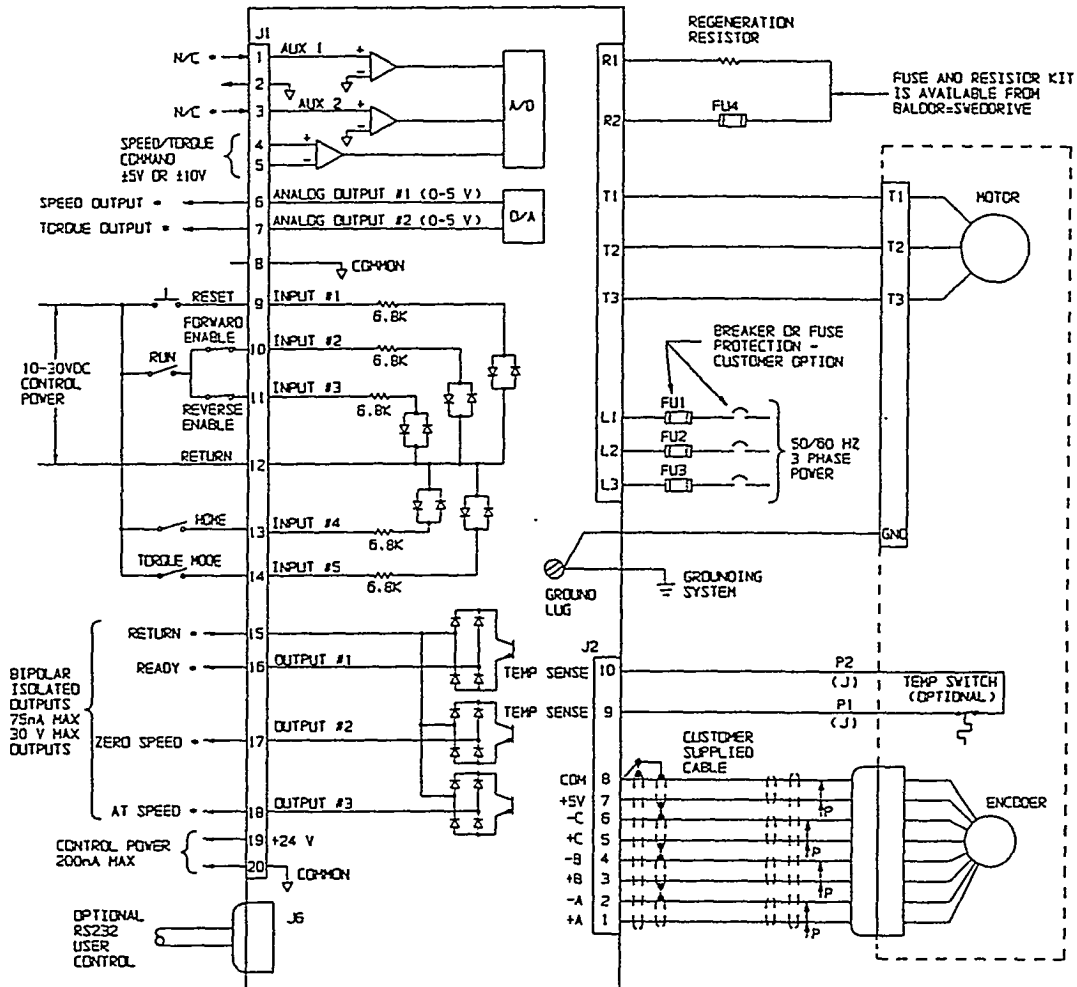 J1
N/C
1
AUX 1
+
-
2
N/C
3
AUX 2
+
-
A/D
SPEED/TORQUE
COMMAND
±5V OR ±10V
4
5
+
-
SPEED OUTPUT
6
ANALOG OUTPUT #1 (0-5 V)
TORQUE OUTPUT
7
ANALOG OUTPUT #2 (0-5 V)
D/A
8
COMMON
RESET
9
INPUT #1
6.8K
FORWARD
ENABLE
10
INPUT #2
6.8K
RUN
10-30VDC
CONTROL
POWER
11
INPUT #3
6.8K
REVERSE
ENABLE
RETURN
12
HOME
13
INPUT #4
6.8K
TORQUE MODE
14
INPUT #5
6.8K
BIPOLAR
ISOLATED
OUTPUTS
75mA MAX
30 V MAX
OUTPUTS
RETURN
15
READY
16
OUTPUT #1
ZERO SPEED
17
OUTPUT #2
AT SPEED
18
OUTPUT #3
CONTROL POWER
200mA MAX
19
+24 V
20
COMMON
OPTIONAL
RS232
USER
CONTROL
J6
REGENERATION
RESISTOR
R1
R2
FU4
FUSE AND RESISTOR KIT
IS AVAILABLE FROM
BALDOR=SWEODRIVE
T1
T1
MOTOR
T2
T2
T3
T3
BREAKER OR FUSE
PROTECTION -
CUSTOMER OPTION
L1
FU1
L2
FU2
L3
FU3
50/60 HZ
3 PHASE
POWER
GND
GROUND
LUG
GROUNDING
SYSTEM
J2
TEMP SENSE
10
P2
(J)
TEMP SWITCH
(OPTIONAL)
TEMP SENSE
9
P1
(J)
CUSTOMER
SUPPLIED
CABLE
COM
8
+5V
7
P
-C
6
+C
5
P
-B
4
+B
3
P
-A
2
+A
1
P
ENCODER